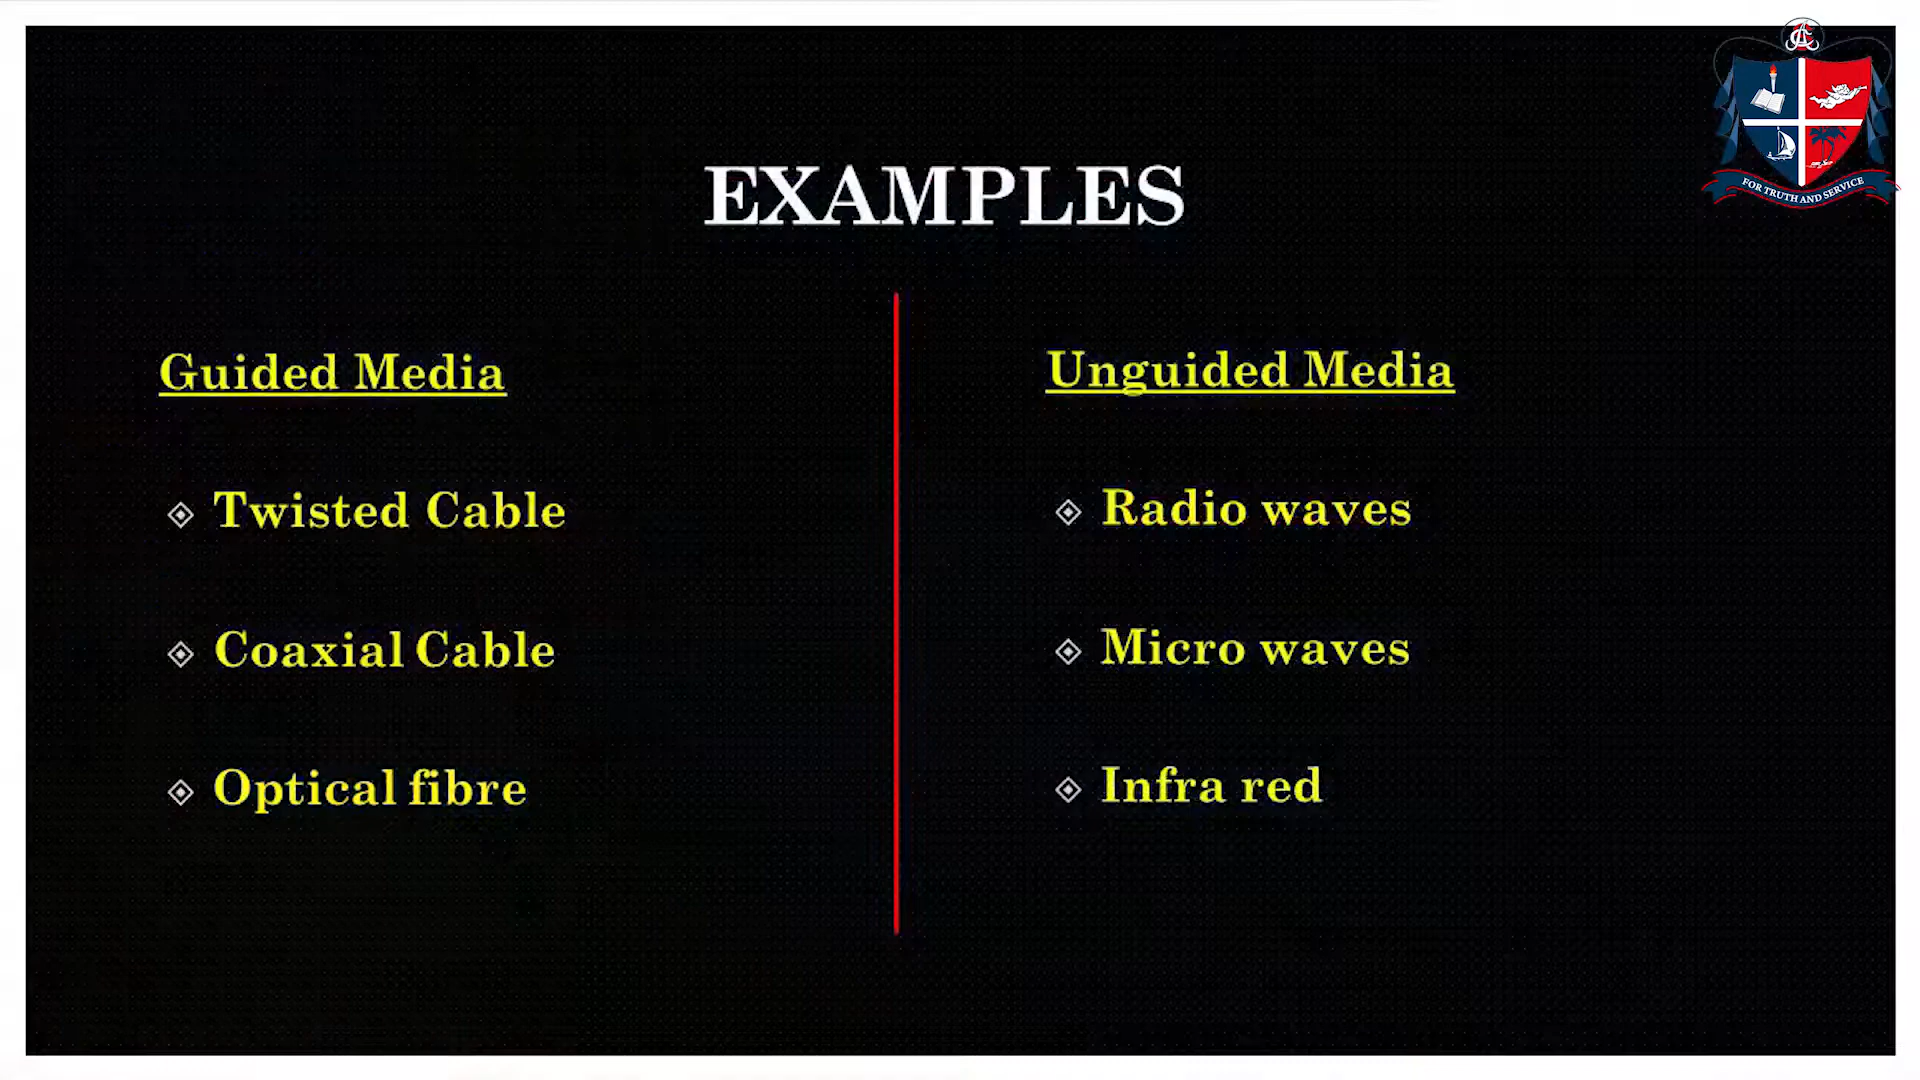 EXAMPLES
Guided Media
Twisted Cable
Coaxial Cable
Optical fibre
Unguided Media
Radio waves
Micro waves
Infra red
FOR TRUTH AND SERVICE